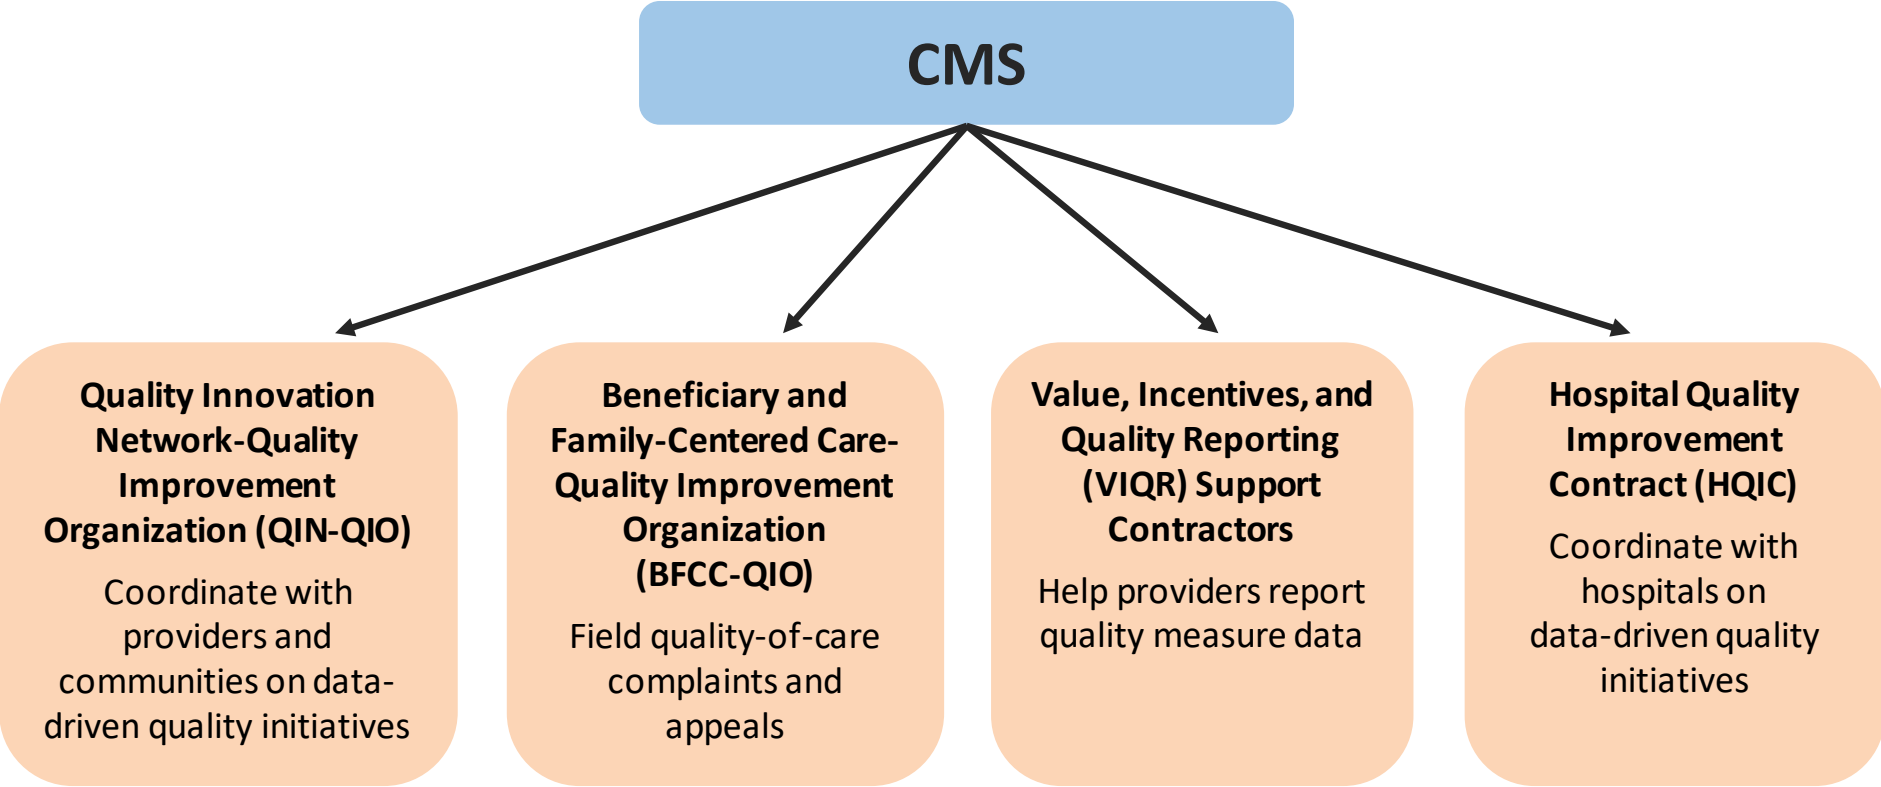 CMS
Quality Innovation
Network-Quality
Improvement
Organization (QIN-QIO)
Coordinate with
providers and
communities on data-
driven quality initiatives
Beneficiary and
Family-Centered Care-
Quality Improvement
Organization
(BFCC-QIO)
Field quality-of-care
complaints and
appeals
Value, Incentives, and
Quality Reporting
(VIQR) Support
Contractors
Help providers report
quality measure data
Hospital Quality
Improvement
Contract (HQIC)
Coordinate with
hospitals on
data-driven quality
initiatives